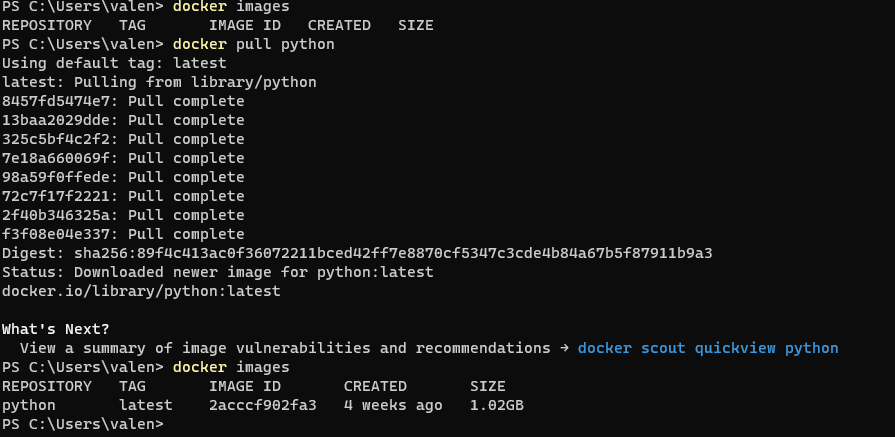 PS C:\Users\valen> docker images
REPOSITORY   TAG       IMAGE ID   CREATED   SIZE
PS C:\Users\valen> docker pull python
Using default tag: latest
latest: Pulling from library/python
8457fd5474e7: Pull complete
13baa2029dde: Pull complete
325c5bf4c2f2: Pull complete
7e18a660069f: Pull complete
98a59f0ffede: Pull complete
72c7f17f2221: Pull complete
2f40b346325a: Pull complete
f3f08e04e337: Pull complete
Digest: sha256:89f4c413ac0f36072211bced42ff7e8870cf5347c3cde4b84a67b5f87911b9a3
Status: Downloaded newer image for python:latest
docker.io/library/python:latest
What's Next?
  View a summary of image vulnerabilities and recommendations → docker scout quickview python
PS C:\Users\valen> docker images
REPOSITORY   TAG       IMAGE ID       CREATED       SIZE
python       latest    2acccf902fa3   4 weeks ago   1.02GB
PS C:\Users\valen>